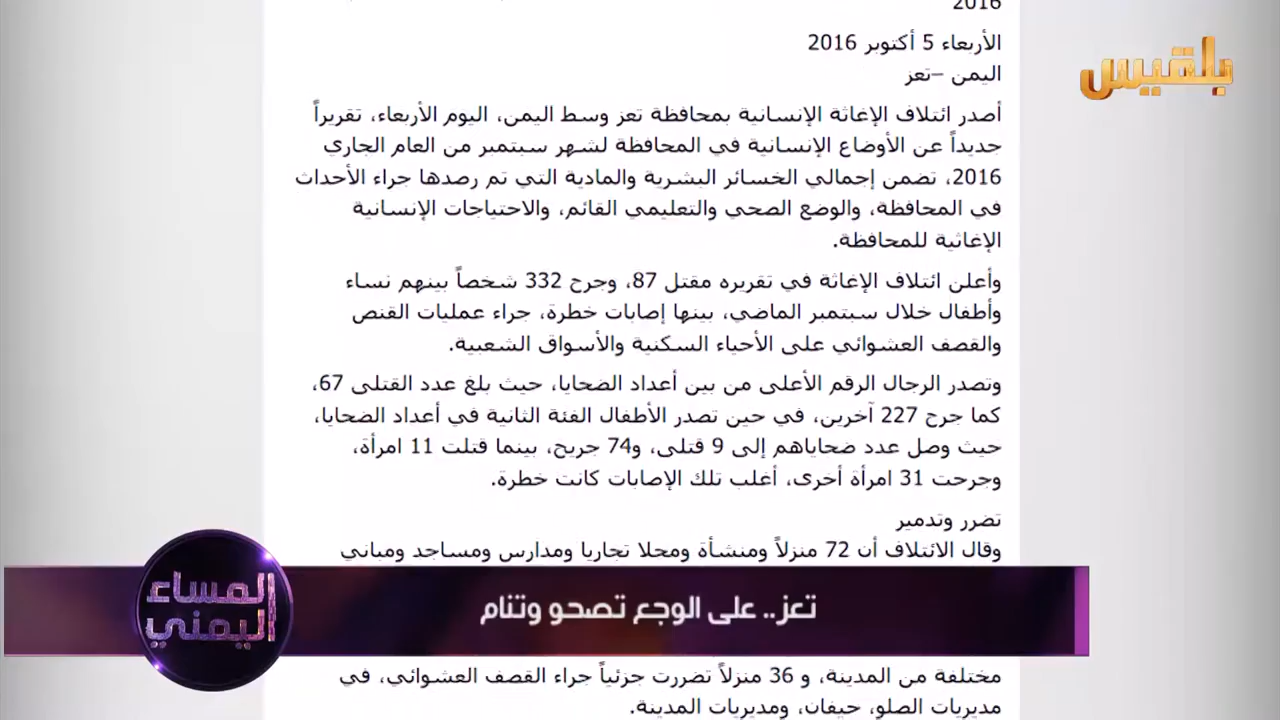 2016
الأربعاء 5 أكتوبر 2016
بلقيس
اليمن –تعز
أصدر ائتلاف الإغاثة الإنسانية بمحافظة تعز وسط اليمن، اليوم الأربعاء، تقريراً
جديداً عن الأوضاع الإنسانية في المحافظة لشهر سبتمبر من العام الجاري
2016، تضمن إجمالي الخسائر البشرية والمادية التي تم رصدها جراء الأحداث
في المحافظة، والوضع الصحي والتعليمي القائم، والاحتياجات الإنسانية
الإغاثية للمحافظة.
وأعلن ائتلاف الإغاثة في تقريره مقتل 87، وجرح 332 شخصاً بينهم نساء
وأطفال خلال سبتمبر الماضي، بينها إصابات خطرة، جراء عمليات القنص
والقصف العشوائي على الأحياء السكنية والأسواق الشعبية.
وتصدر الرجال الرقم الأعلى من بين أعداد الضحايا، حيث بلغ عدد القتلى 67،
كما جرح 227 آخرين، في حين تصدر الأطفال الفئة الثانية في أعداد الضحايا،
حيث وصل عدد ضحاياهم إلى 9 قتلى، و74 جريح، بينما قتلت 11 امرأة،
وجرحت 31 امرأة أخرى، أغلب تلك الإصابات كانت خطرة.
تضرر وتدمير
وقال الائتلاف أن 72 منزلاً ومنشأة ومحلا تجاريا ومدارس ومساجد ومباني
المساء
اليمني
تعز.. على الوجع تصحو وتنام
مختلفة من المدينة، و 36 منزلاً تضررت جزئياً جراء القصف العشوائي، في
مديريات الصلو، حيفان، ومديريات المدينة.